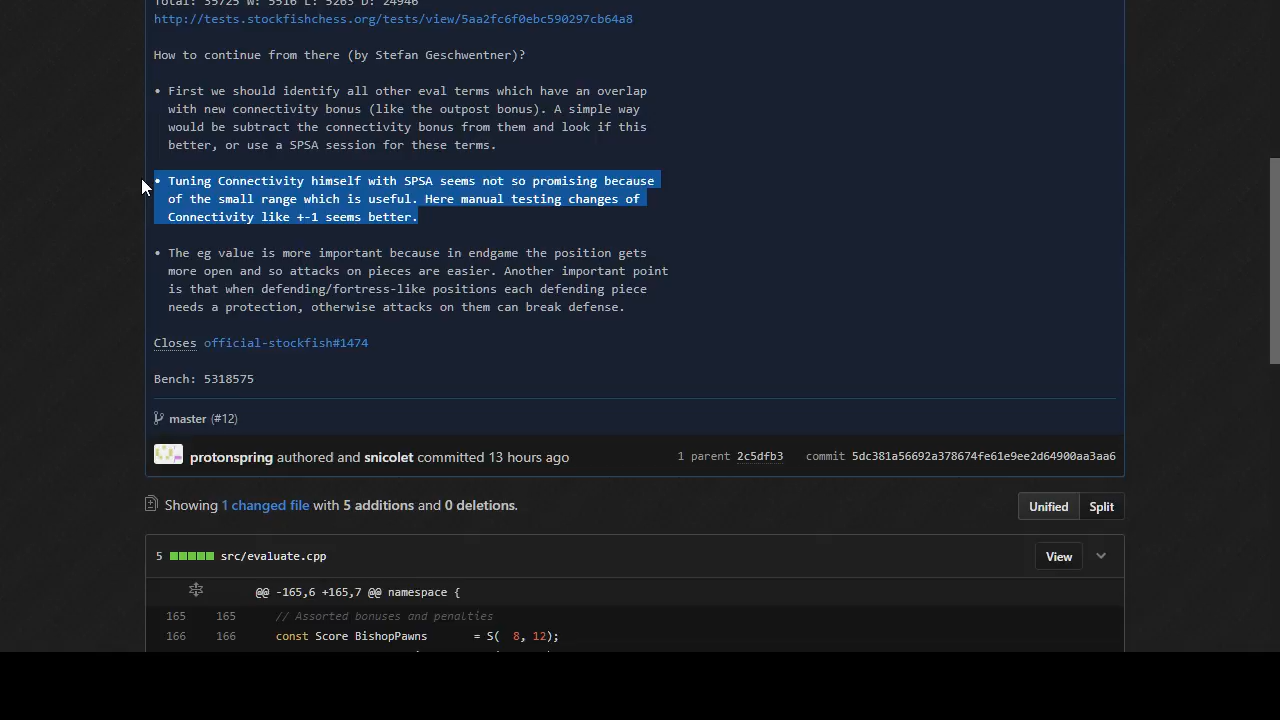 Total: 35725 W: 5516 L: 5263 D: 24946
http://tests.stockfishchess.org/tests/view/5aa2fc6f0ebc590297cb64a8
How to continue from there (by Stefan Geschwentner)?
• First we should identify all other eval terms which have an overlap
with new connectivity bonus (like the outpost bonus). A simple way
would be subtract the connectivity bonus from them and look if this
better, or use a SPSA session for these terms.
• Tuning Connectivity himself with SPSA seems not so promising because
of the small range which is useful. Here manual testing changes of
Connectivity like +-1 seems better.
• The eg value is more important because in endgame the position gets
more open and so attacks on pieces are easier. Another important point
is that when defending/fortress-like positions each defending piece
needs a protection, otherwise attacks on them can break defense.
Closes official-stockfish#1474
Bench: 5318575
master (#12)
protonspring authored and snicolet committed 13 hours ago 1 parent 2c5dfb3 commit 5dc381a56692a378674fe61e9ee2d64900aa3aa6
Showing 1 changed file with 5 additions and 0 deletions. Unified Split
5 src/evaluate.cpp View
@@ -165,6 +165,7 @@ namespace {
165 165 // Assorted bonuses and penalties
166 166 const Score BishopPawns = S( 8, 12);